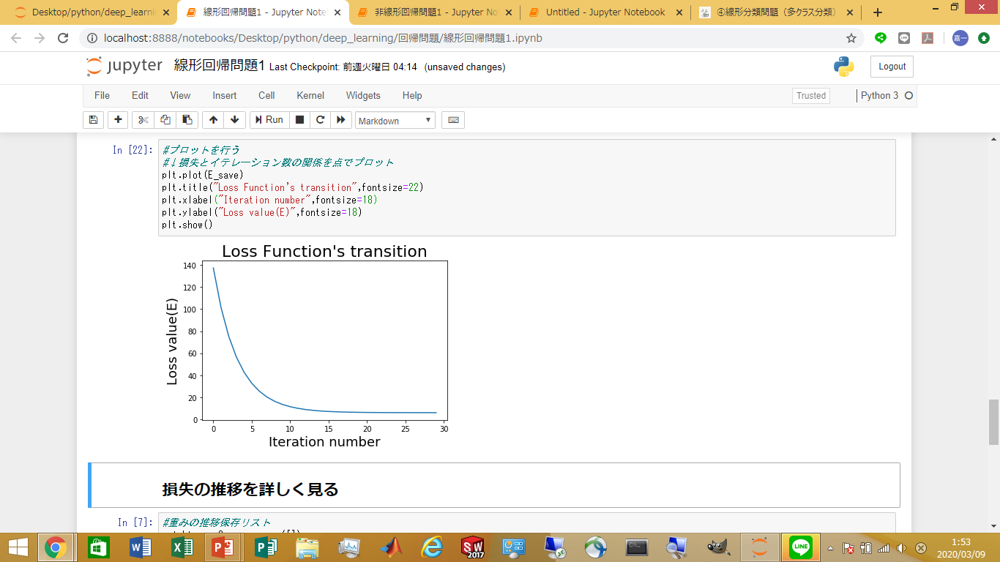 Desktop/python/deep_learni
線形回帰問題1 - Jupyter Note
非線形回帰問題1 - Jupyter No
Untitled - Jupyter Notebook
④線形分類問題（多クラス分類）
localhost:8888/notebooks/Desktop/python/deep_learning/回帰問題/線形回帰問題1.ipynb
嘉一
jupyter 線形回帰問題1 Last Checkpoint: 前週火曜日 04:14 (unsaved changes)
Logout
File Edit View Insert Cell Kernel Widgets Help
Trusted
Python 3
Run
Markdown
In [22]: #プロットを行う
#↓損失とイテレーション数の関係を点でプロット
plt.plot(E_save)
plt.title("Loss Function's transition",fontsize=22)
plt.xlabel("Iteration number",fontsize=18)
plt.ylabel("Loss value(E)",fontsize=18)
plt.show()
Loss Function's transition
140
120
100
80
60
40
20
0
Loss value(E)
0 5 10 15 20 25 30
Iteration number
損失の推移を詳しく見る
In [7]: #重みの推移保存リスト
SW
2017
LINE
1:53
2020/03/09